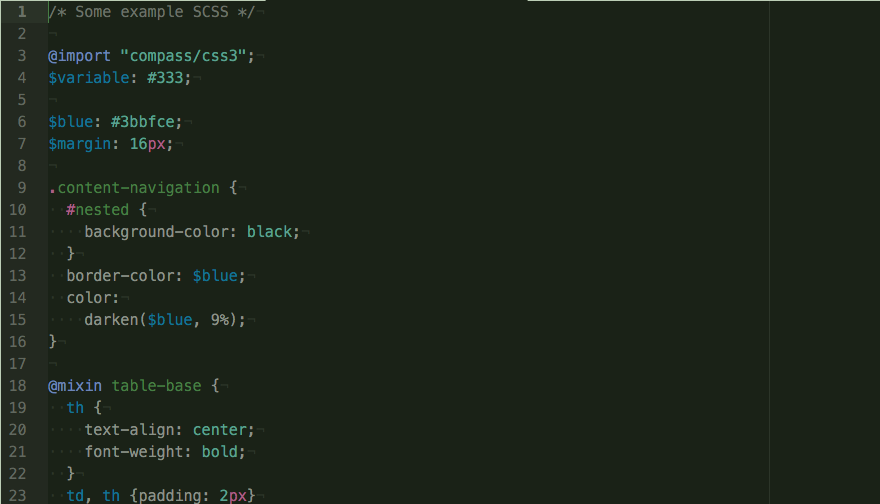 1 /* Some example SCSS */¬
2 ¬
3 @import "compass/css3";¬
4 $variable: #333;¬
5 ¬
6 $blue: #3bbfce;¬
7 $margin: 16px;¬
8 ¬
9 .content-navigation {¬
10 ··#nested {¬
11 ····background-color: black;¬
12 ··}¬
13 ··border-color: $blue;¬
14 ··color:¬
15 ····darken($blue, 9%);¬
16 }¬
17 ¬
18 @mixin table-base {¬
19 ··th {¬
20 ····text-align: center;¬
21 ····font-weight: bold;¬
22 ··}¬
23 ··td, th {padding: 2px}¬